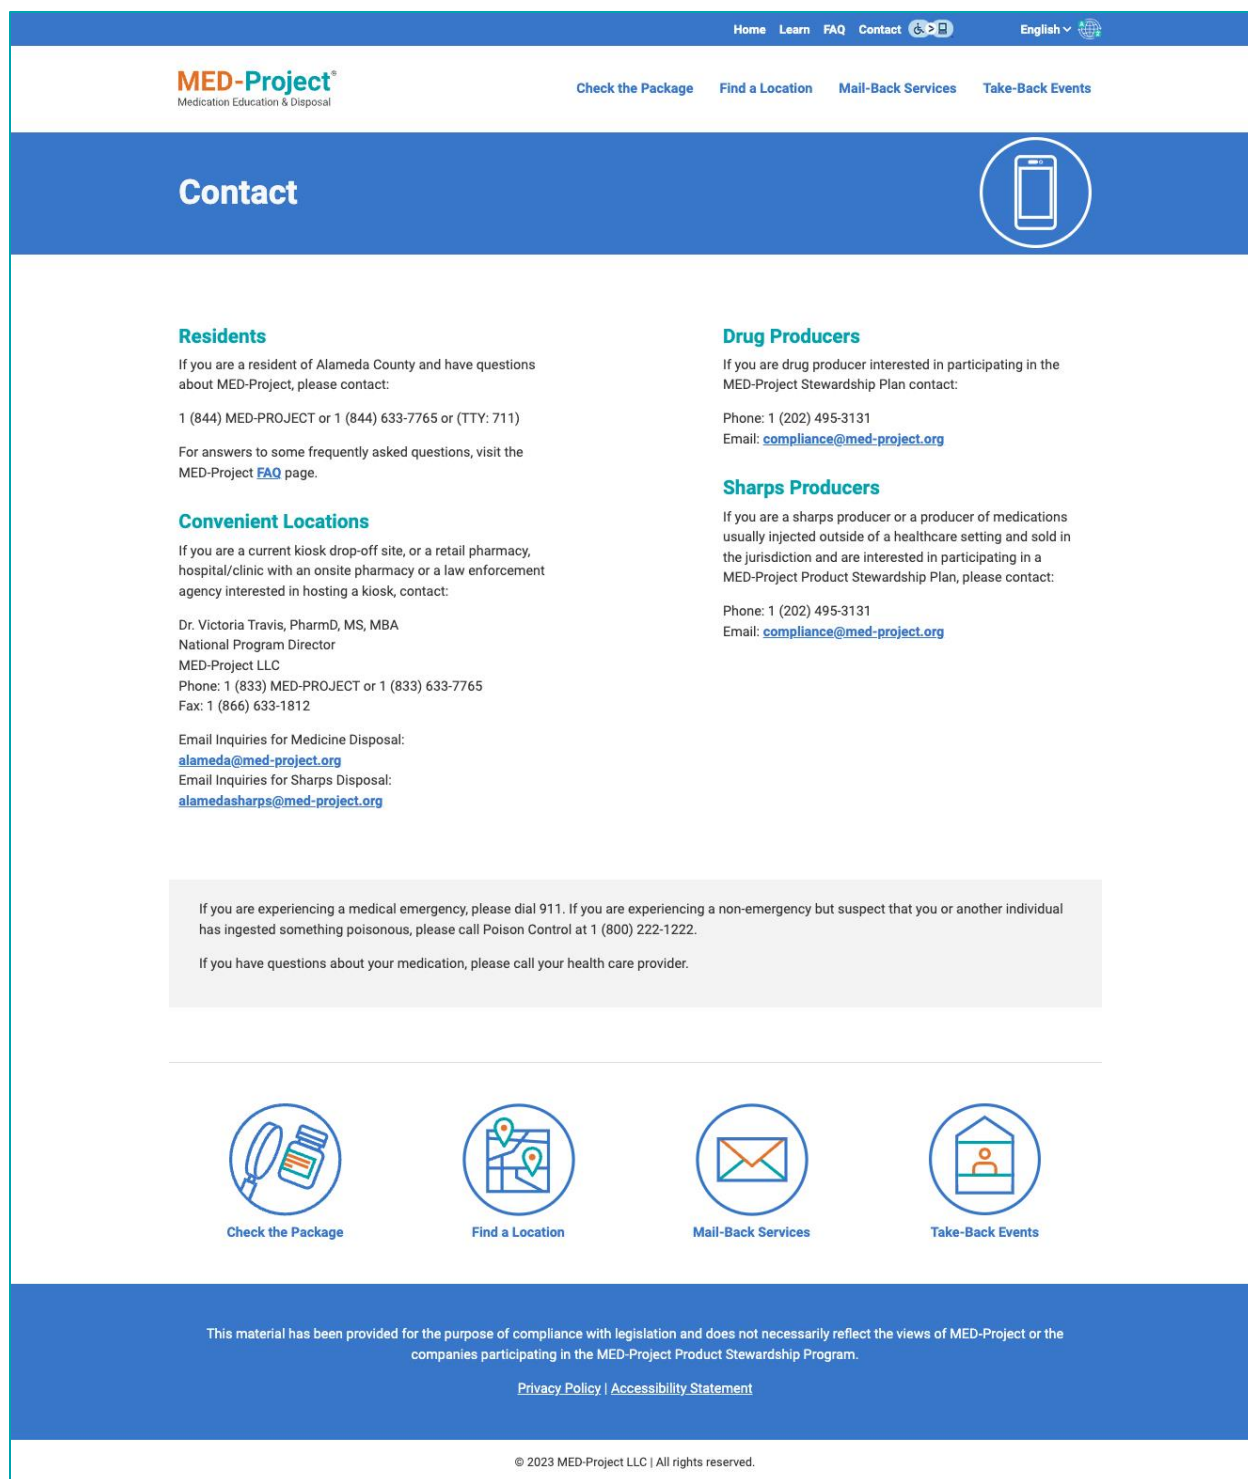 Home Learn FAQ Contact
English
MED-Project®
Medication Education & Disposal
Check the Package Find a Location Mail-Back Services Take-Back Events
Contact
Residents
If you are a resident of Alameda County and have questions
about MED-Project, please contact:
1 (844) MED-PROJECT or 1 (844) 633-7765 or (TTY: 711)
For answers to some frequently asked questions, visit the
MED-Project FAQ page.
Convenient Locations
If you are a current kiosk drop-off site, or a retail pharmacy,
hospital/clinic with an onsite pharmacy or a law enforcement
agency interested in hosting a kiosk, contact:
Dr. Victoria Travis, PharmD, MS, MBA
National Program Director
MED-Project LLC
Phone: 1 (833) MED-PROJECT or 1 (833) 633-7765
Fax: 1 (866) 633-1812
Email Inquiries for Medicine Disposal:
alameda@med-project.org
Email Inquiries for Sharps Disposal:
alamedasharps@med-project.org
Drug Producers
If you are drug producer interested in participating in the
MED-Project Stewardship Plan contact:
Phone: 1 (202) 495-3131
Email: compliance@med-project.org
Sharps Producers
If you are a sharps producer or a producer of medications
usually injected outside of a healthcare setting and sold in
the jurisdiction and are interested in participating in a
MED-Project Product Stewardship Plan, please contact:
Phone: 1 (202) 495-3131
Email: compliance@med-project.org
If you are experiencing a medical emergency, please dial 911. If you are experiencing a non-emergency but suspect that you or another individual
has ingested something poisonous, please call Poison Control at 1 (800) 222-1222.
If you have questions about your medication, please call your health care provider.
Check the Package Find a Location Mail-Back Services Take-Back Events
This material has been provided for the purpose of compliance with legislation and does not necessarily reflect the views of MED-Project or the
companies participating in the MED-Project Product Stewardship Program.
Privacy Policy | Accessibility Statement
© 2023 MED-Project LLC | All rights reserved.